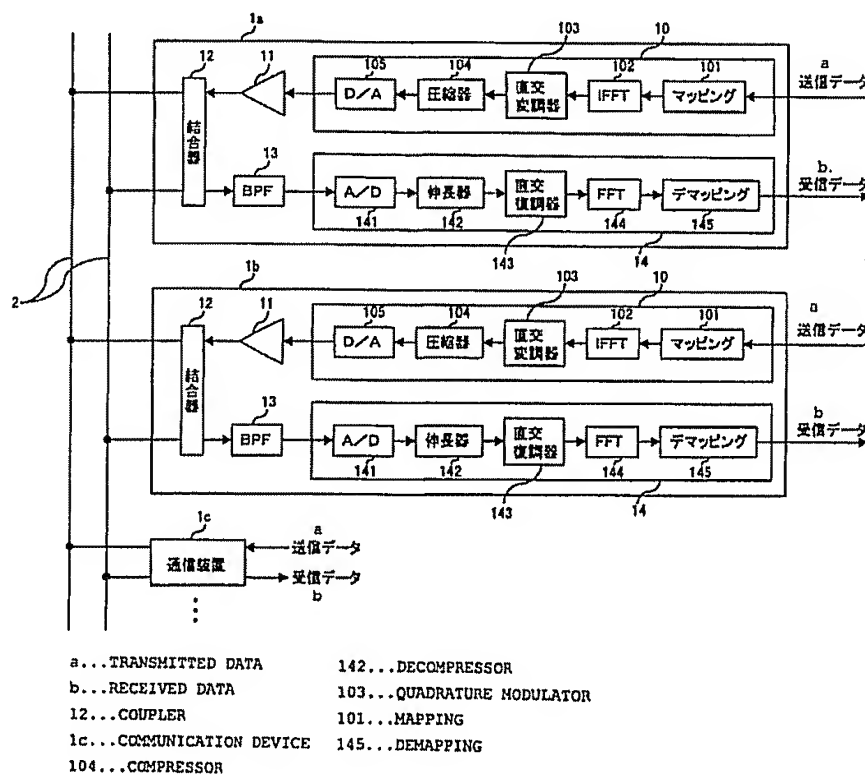 1a
103
10
12
11
105
104
102
101
a
D/A
圧縮器
直交
変調器
IFFT
マッピング
送信データ
結合器
13
b.
BPF
A/D
伸長器
直交
復調器
FFT
デマッピング
受信データ
141
142
144
145
143
14
2
1b
103
10
12
11
105
104
102
101
a
D/A
圧縮器
直交
変調器
IFFT
マッピング
送信データ
結合器
13
b
BPF
A/D
伸長器
直交
復調器
FFT
デマッピング
受信データ
141
142
144
145
143
14
1c
a
通信装置
送信データ
受信データ
b
a...TRANSMITTED DATA
b...RECEIVED DATA
12...COUPLER
1c...COMMUNICATION DEVICE
104...COMPRESSOR
142...DECOMPRESSOR
103...QUADRATURE MODULATOR
101...MAPPING
145...DEMAPPING